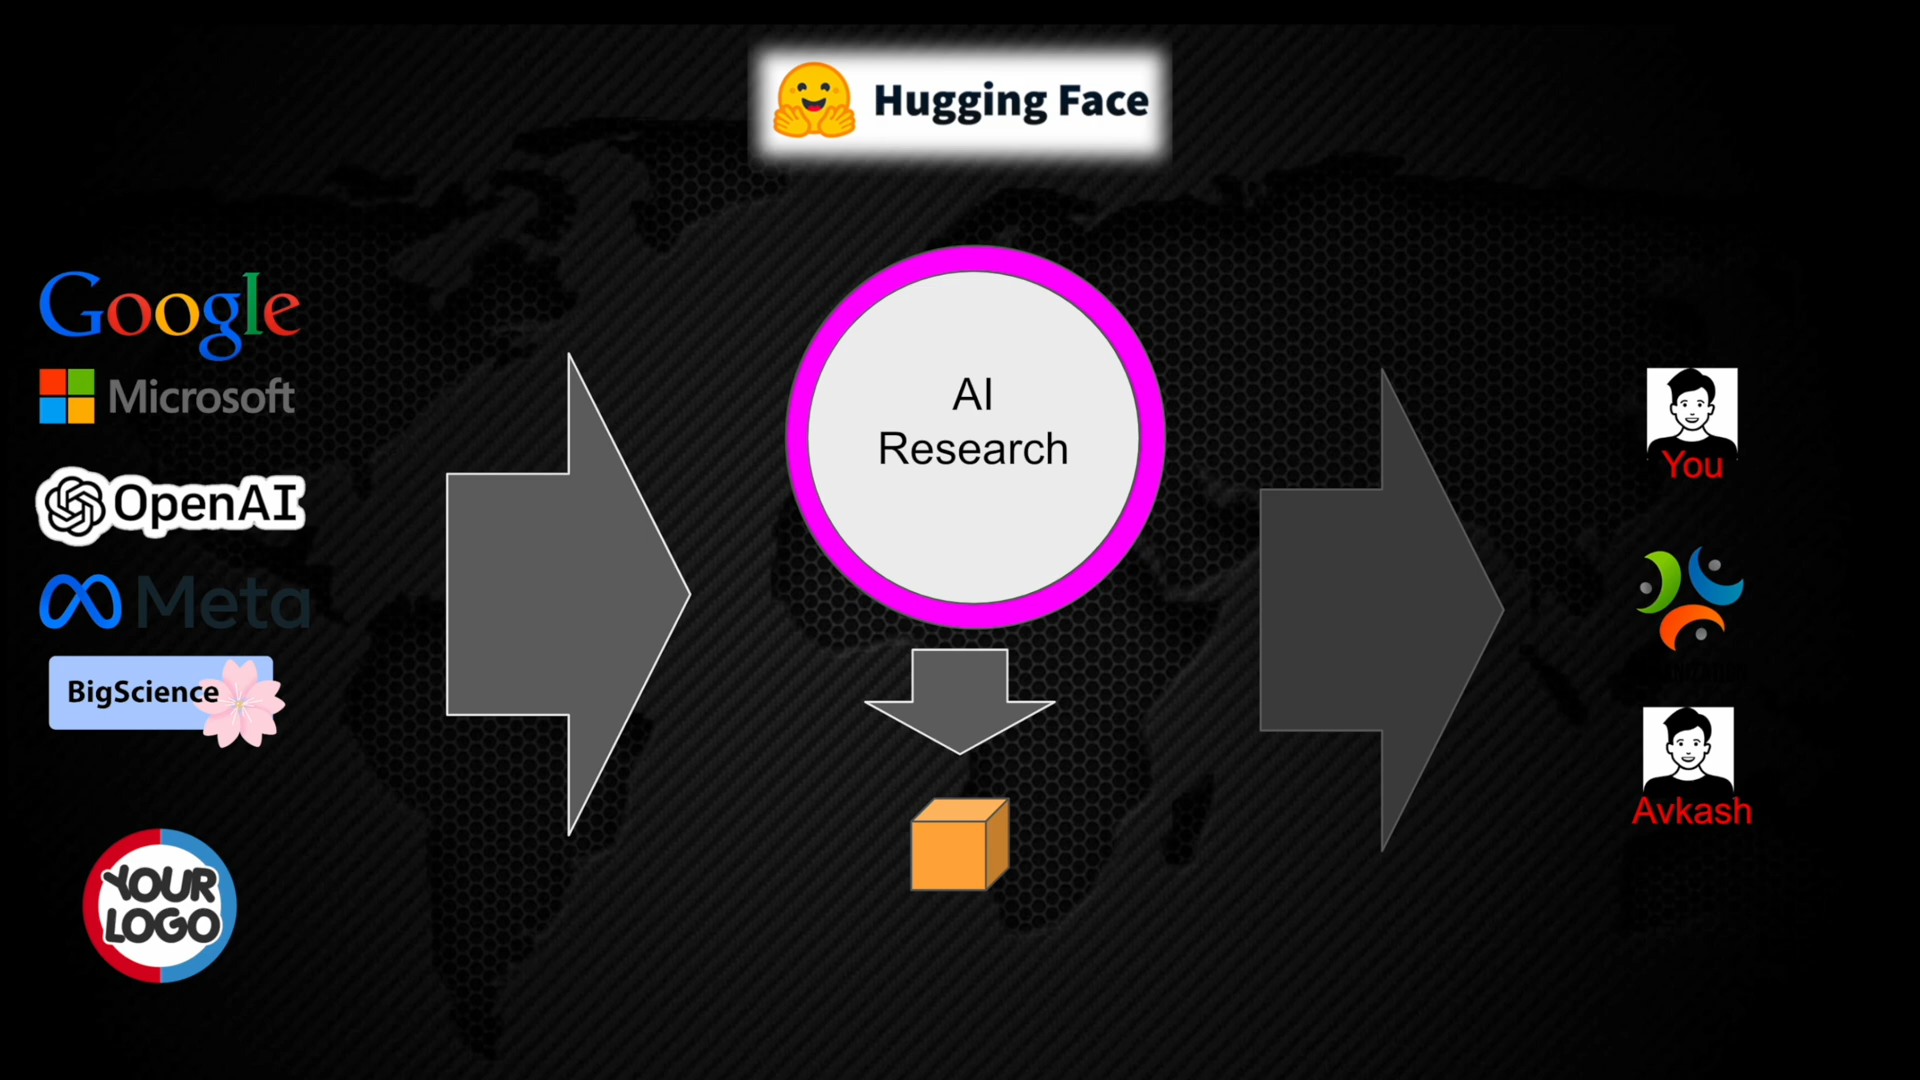 Hugging Face
Google
Microsoft
OpenAI
Meta
BigScience
YOUR
LOGO
AI
Research
You
Avkash